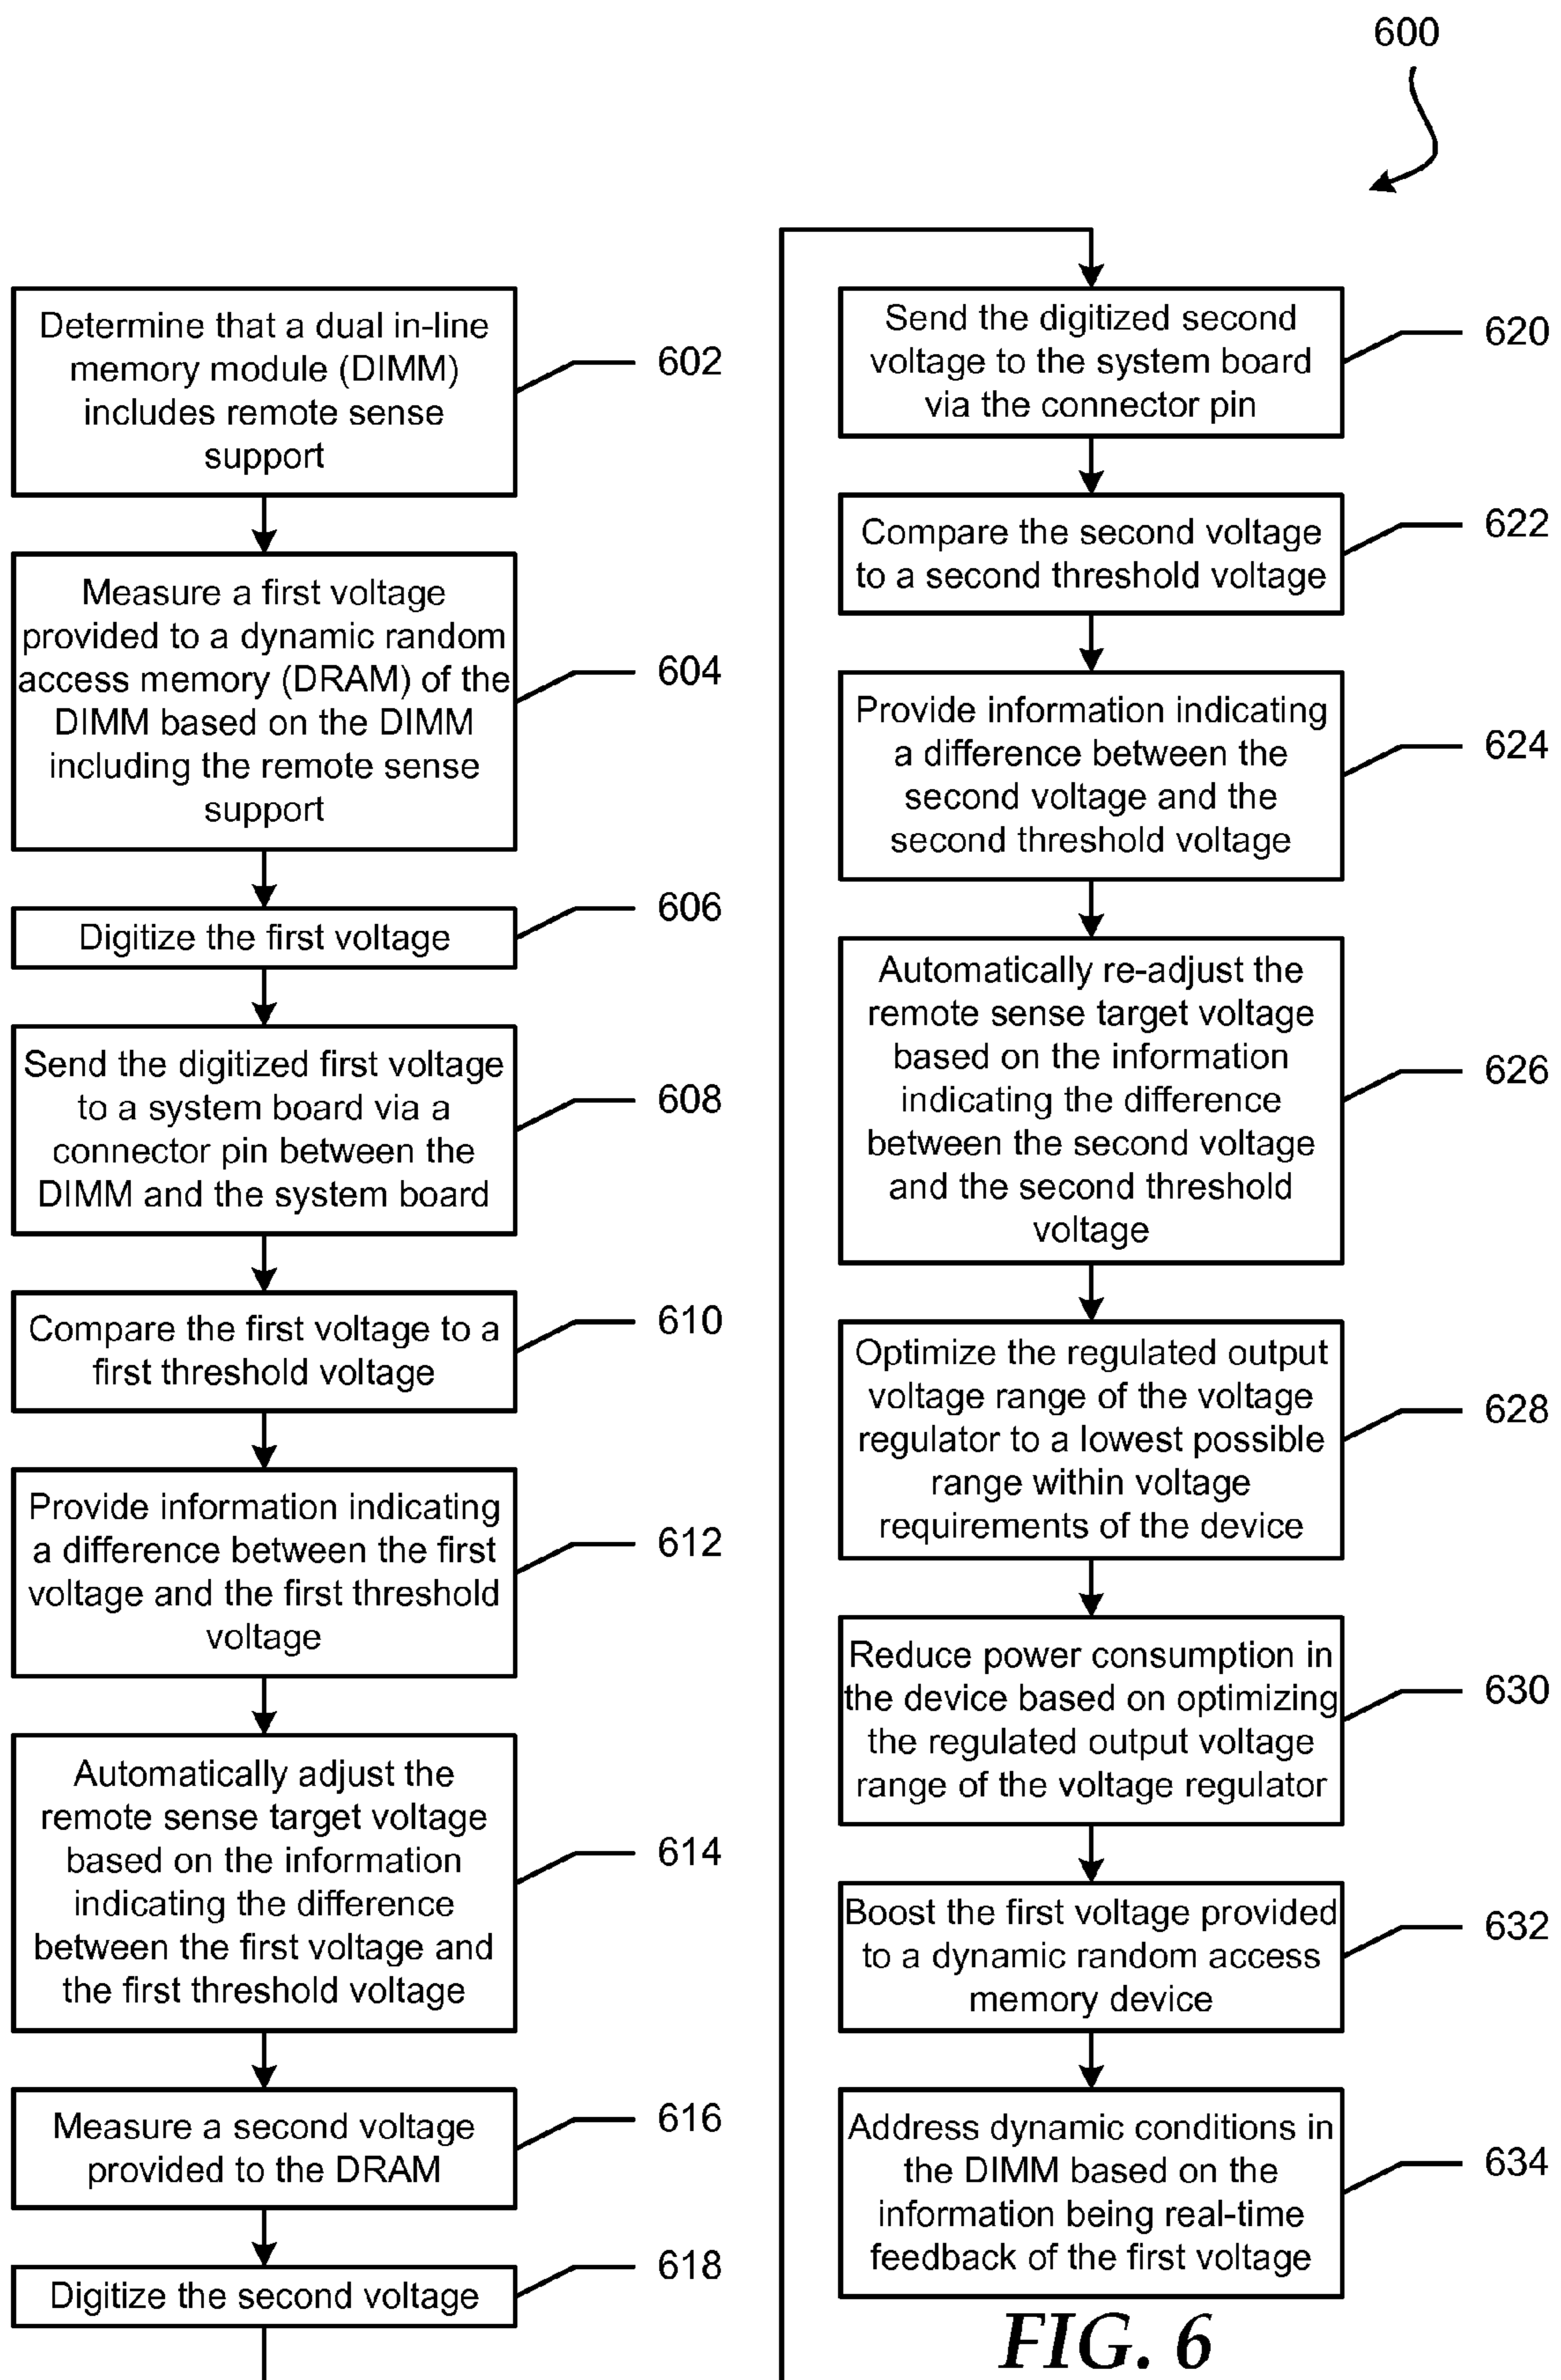 600
Determine that a dual in-line
memory module (DIMM)
includes remote sense
support
602
Measure a first voltage
provided to a dynamic random
access memory (DRAM) of the
DIMM based on the DIMM
including the remote sense
support
604
Digitize the first voltage
606
Send the digitized first voltage
to a system board via a
connector pin between the
DIMM and the system board
608
Compare the first voltage to a
first threshold voltage
610
Provide information indicating
a difference between the first
voltage and the first threshold
voltage
612
Automatically adjust the
remote sense target voltage
based on the information
indicating the difference
between the first voltage and
the first threshold voltage
614
Measure a second voltage
provided to the DRAM
616
Digitize the second voltage
618
Send the digitized second
voltage to the system board
via the connector pin
620
Compare the second voltage
to a second threshold voltage
622
Provide information indicating
a difference between the
second voltage and the
second threshold voltage
624
Automatically re-adjust the
remote sense target voltage
based on the information
indicating the difference
between the second voltage
and the second threshold
voltage
626
Optimize the regulated output
voltage range of the voltage
regulator to a lowest possible
range within voltage
requirements of the device
628
Reduce power consumption in
the device based on optimizing
the regulated output voltage
range of the voltage regulator
630
Boost the first voltage provided
to a dynamic random access
memory device
632
Address dynamic conditions in
the DIMM based on the
information being real-time
feedback of the first voltage
634
FIG. 6